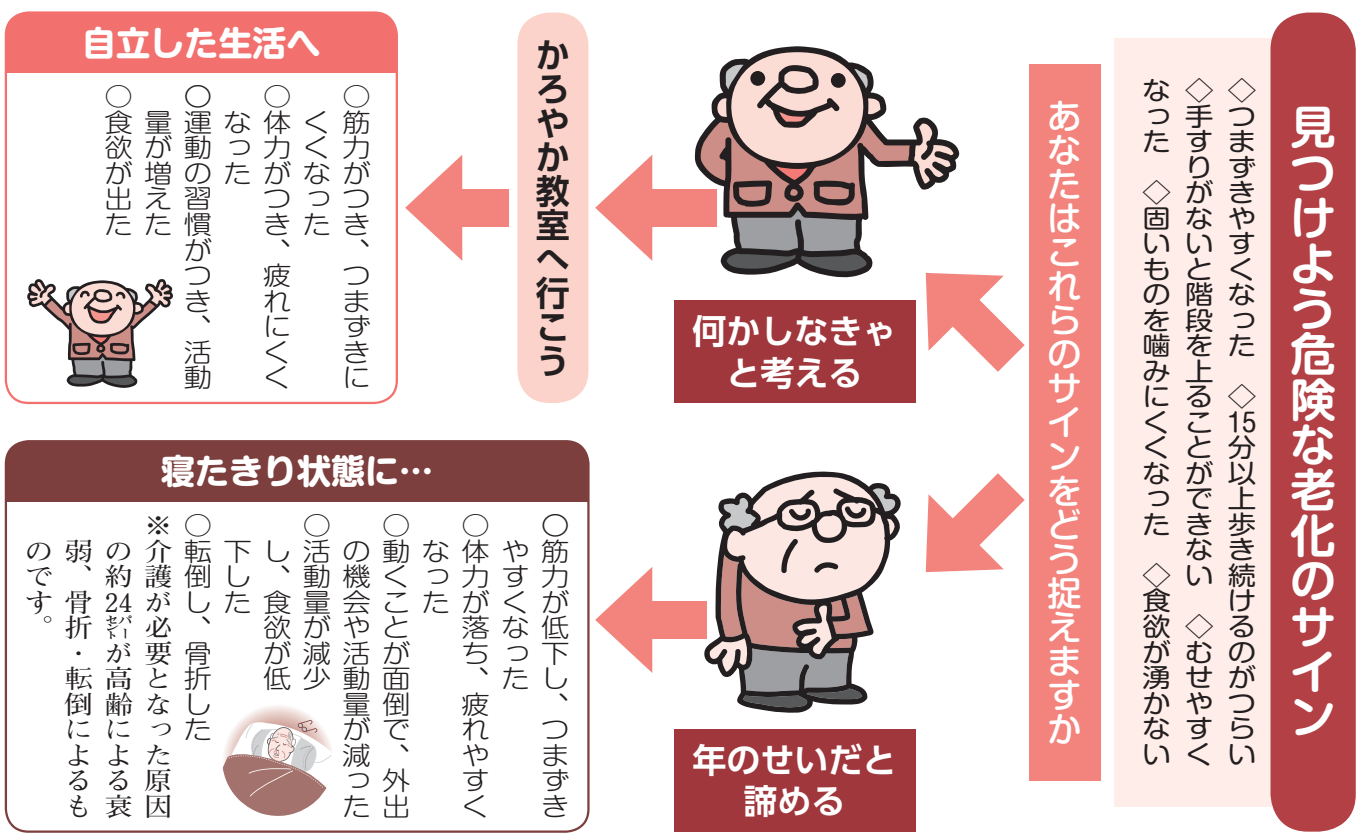 見つけよう危険な老化のサイン
◇つまずきやすくなった　◇15分以上歩き続けるのがつらい
◇手すりがないと階段を上ることができない　◇むせやすく
なった　◇固いものを噛みにくくなった　◇食欲が湧かない
あなたはこれらのサインをどう捉えますか
何かしなきゃ
と考える
かろやか教室へ行こう
自立した生活へ
○筋力がつき、つまずきに
くくなった
○体力がつき、疲れにくく
なった
○運動の習慣がつき、活動
量が増えた
○食欲が出た
年のせいだと
諦める
寝たきり状態に…
○筋力が低下し、つまずき
やすくなった
○体力が落ち、疲れやすく
なった
○動くことが面倒で、外出
の機会や活動量が減った
○活動量が減少
し、食欲が低
下した
○転倒し、骨折した
※介護が必要となった原因
の約24㌫が高齢による衰
弱、骨折・転倒によるも
のです。